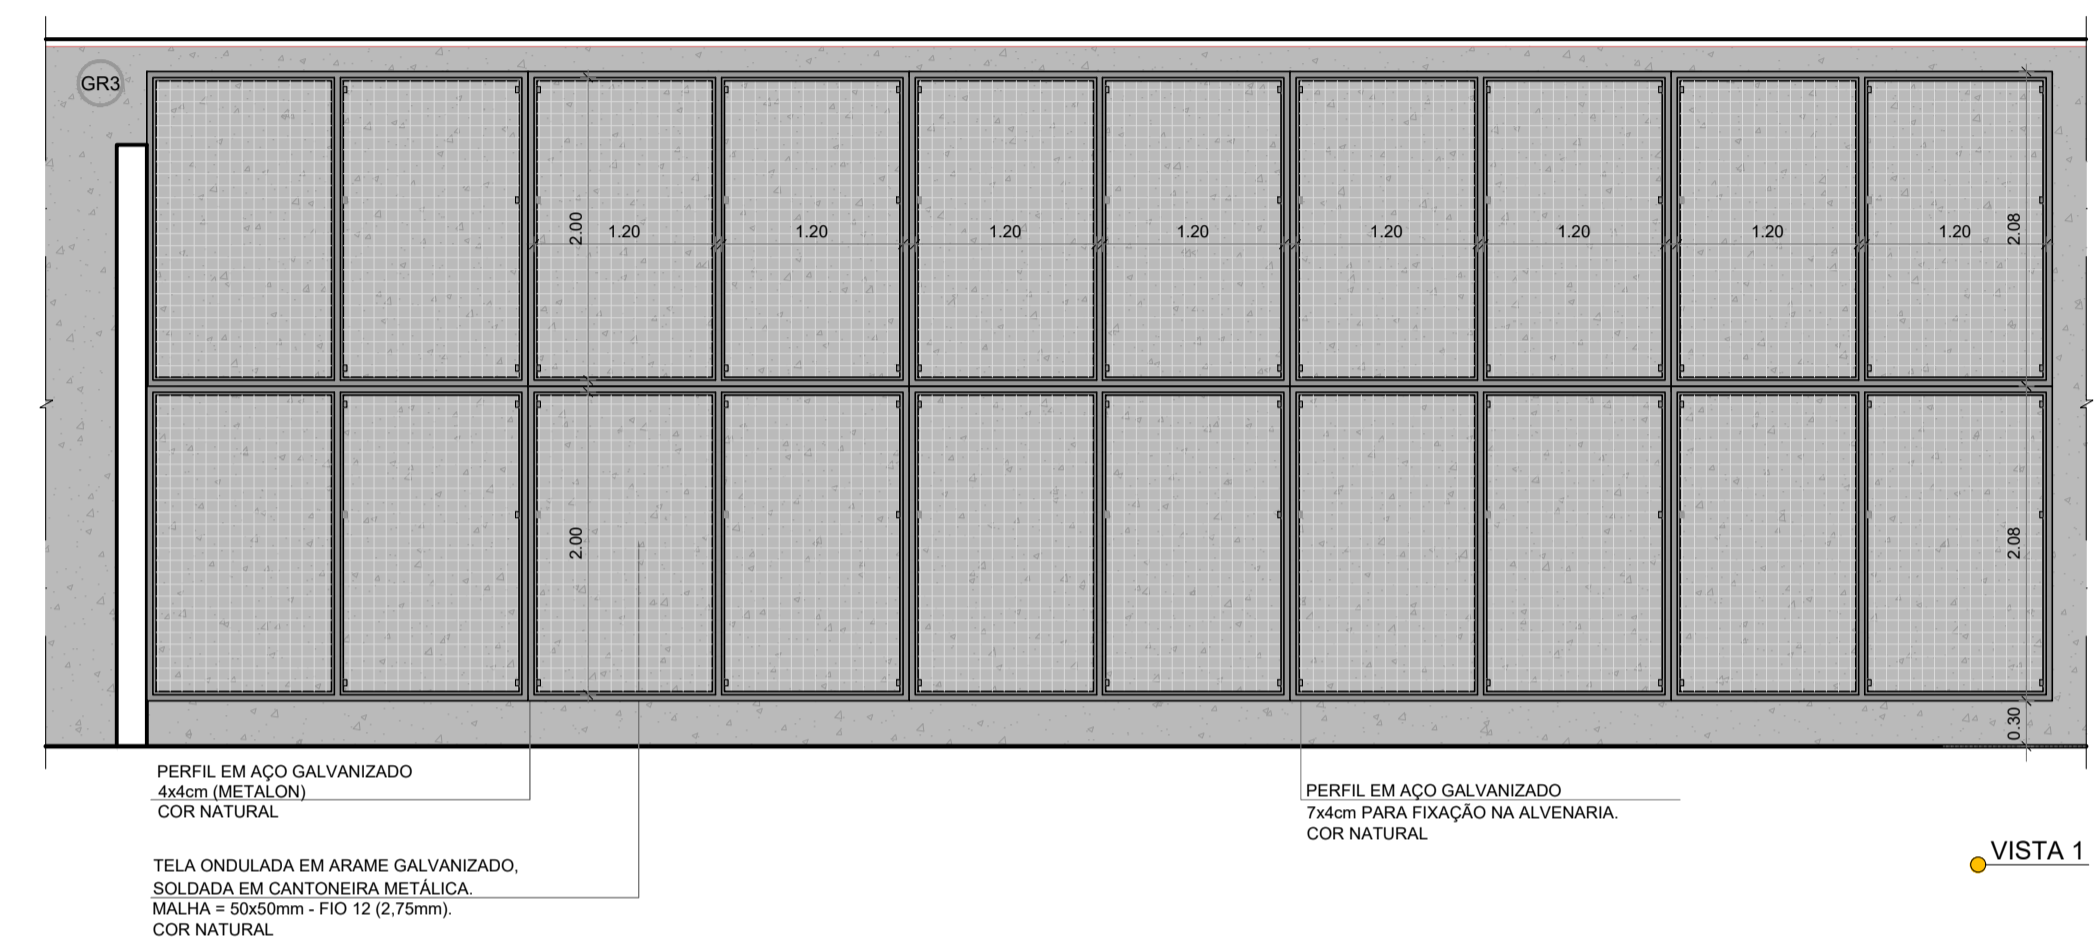 GR3
2.00
1.20
1.20
1.20
1.20
1.20
1.20
1.20
1.20
2.08
2.00
2.08
0.30
PERFIL EM AÇO GALVANIZADO
4x4cm (METALON)
COR NATURAL
TELA ONDULADA EM ARAME GALVANIZADO,
SOLDADA EM CANTONEIRA METÁLICA.
MALHA = 50x50mm - FIO 12 (2,75mm).
COR NATURAL
PERFIL EM AÇO GALVANIZADO
7x4cm PARA FIXAÇÃO NA ALVENARIA.
COR NATURAL
VISTA 1